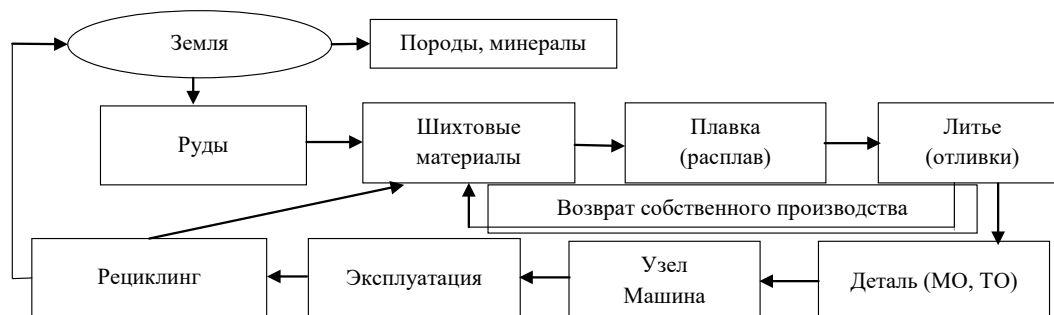 Земля
Породы, минералы
Руды
Шихтовые
материалы
Плавка
(расплав)
Литье
(отливки)
Возврат собственного производства
Рециклинг
Эксплуатация
Узел
Машина
Деталь (МО, ТО)